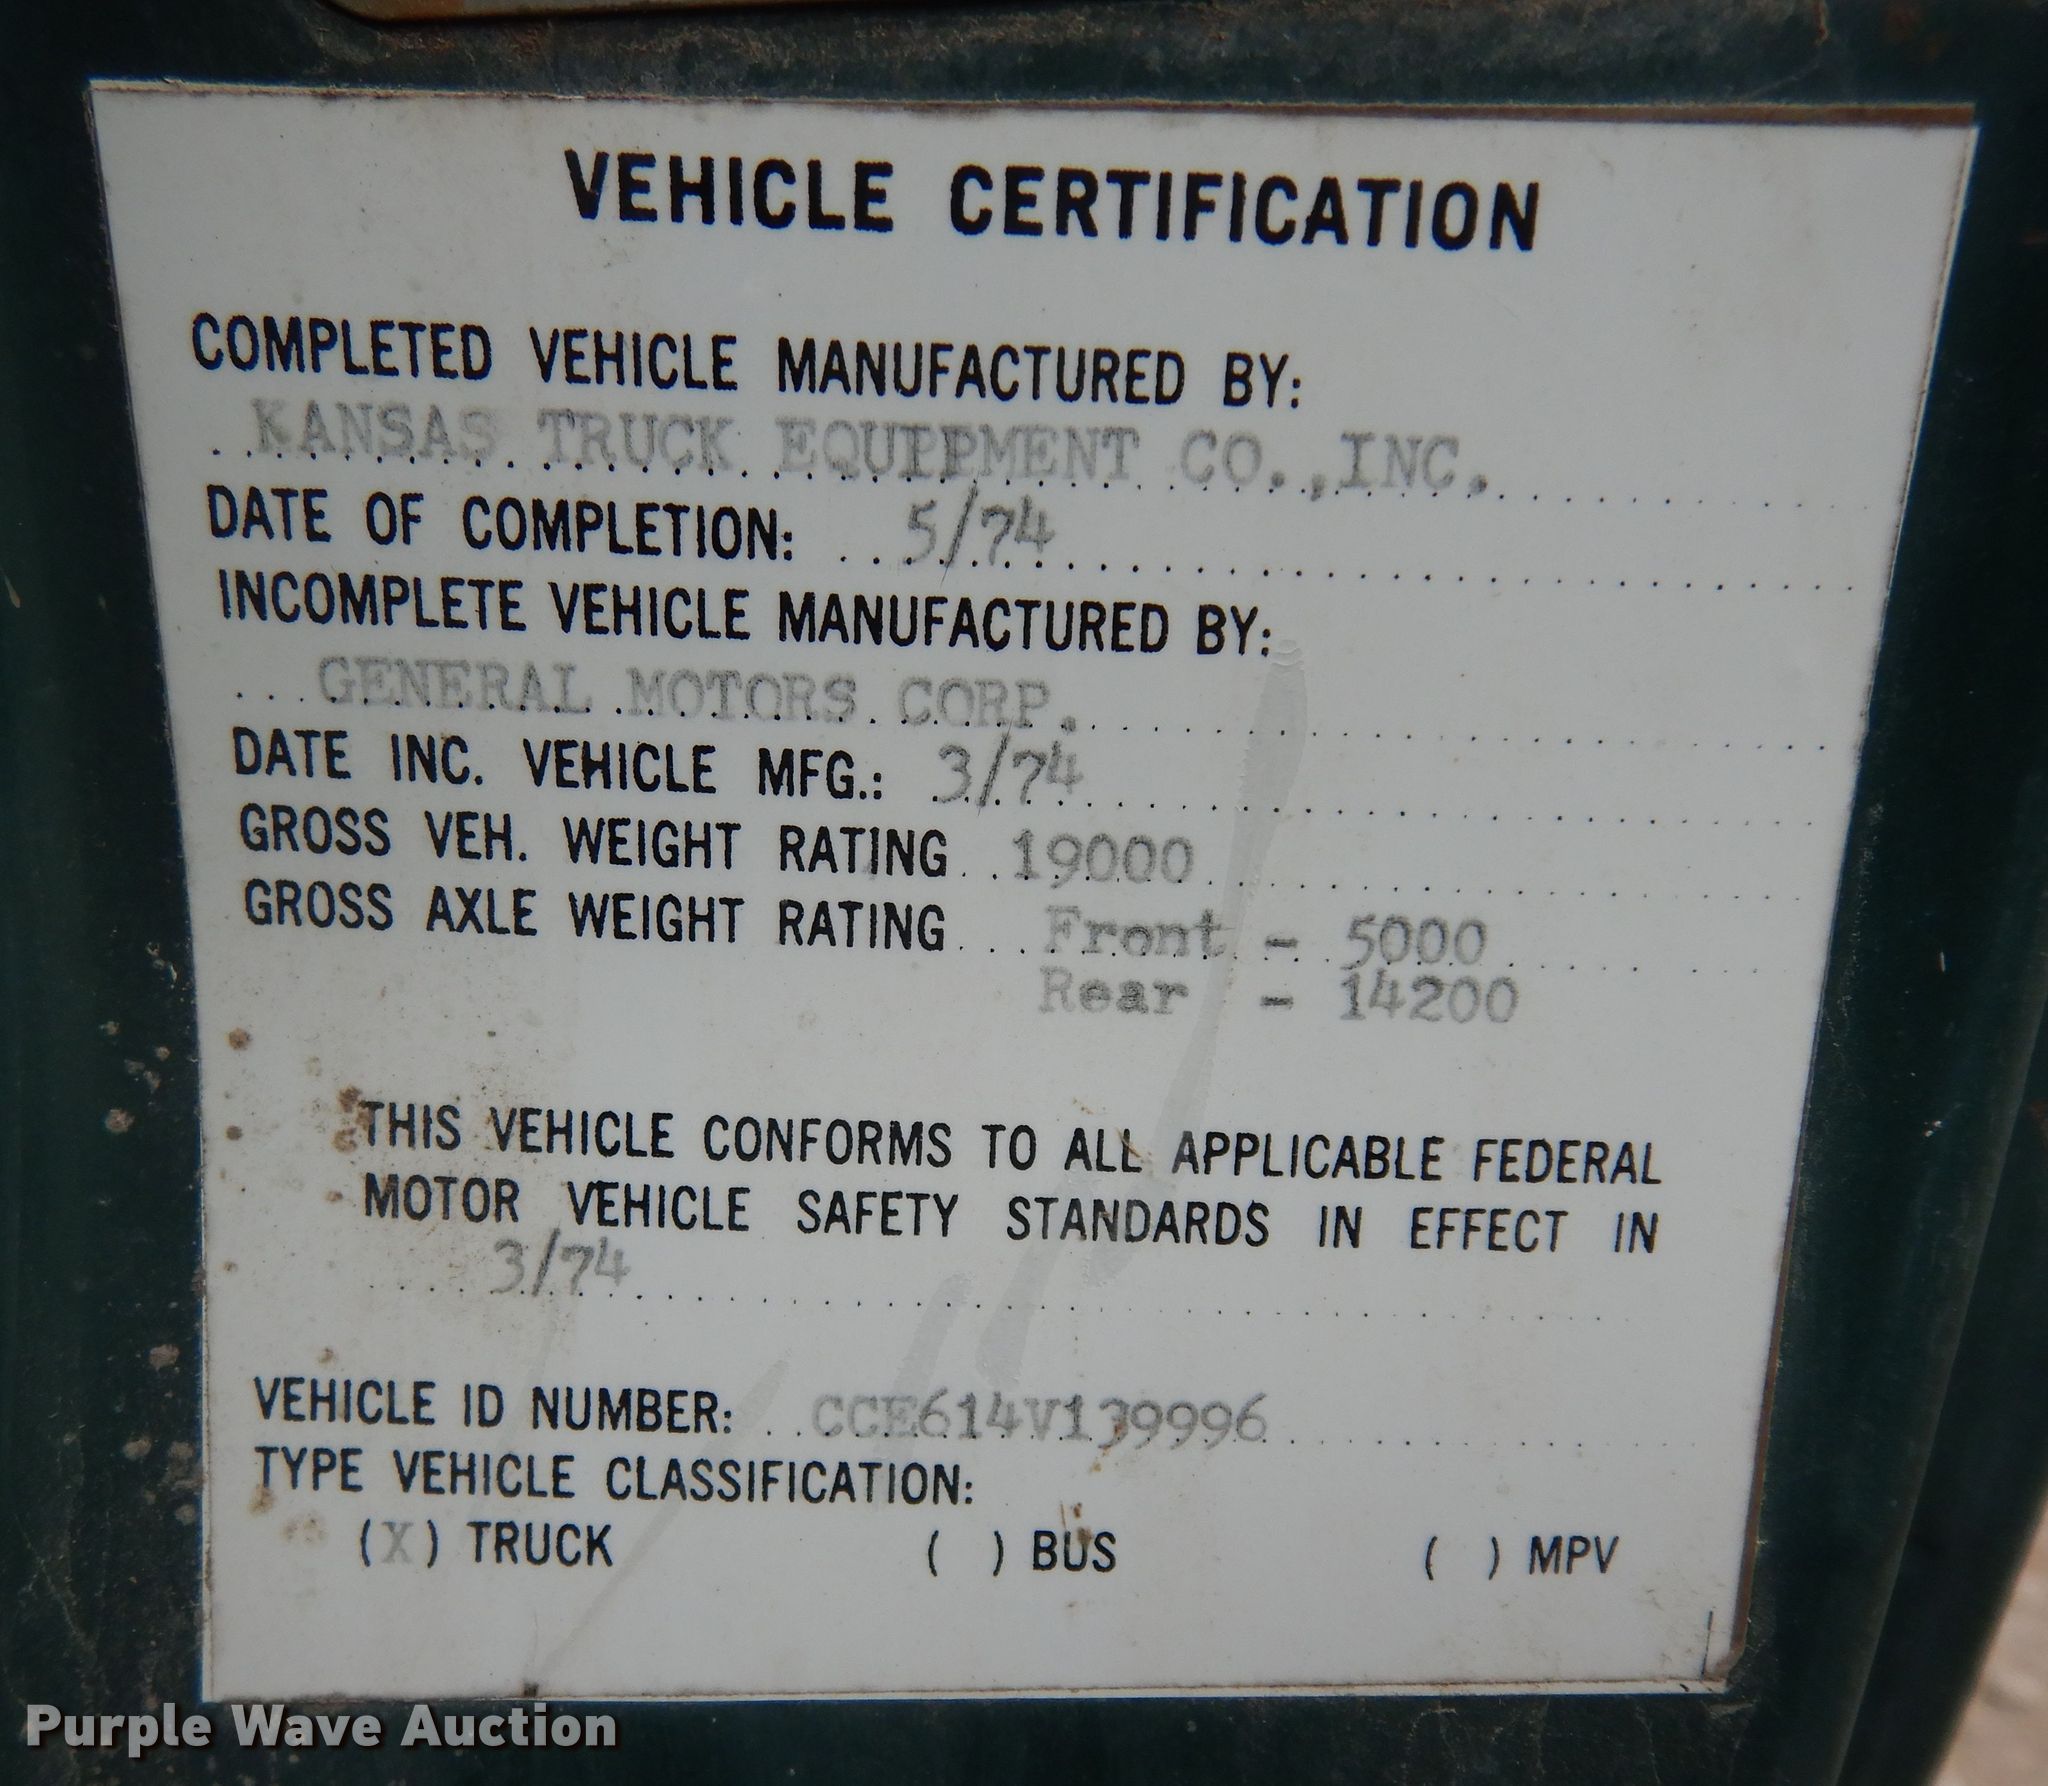 VEHICLE CERTIFICATION
COMPLETED VEHICLE MANUFACTURED BY:
KANSAS TRUCK EQUIPPMENT CO.,INC.
DATE OF COMPLETION: 5/74
INCOMPLETE VEHICLE MANUFACTURED BY:
GENERAL MOTORS CORP.
DATE INC. VEHICLE MFG.: 3/74
GROSS VEH. WEIGHT RATING 19000
GROSS AXLE WEIGHT RATING Front - 5000
Rear - 14200
THIS VEHICLE CONFORMS TO ALL APPLICABLE FEDERAL
MOTOR VEHICLE SAFETY STANDARDS IN EFFECT IN
3/74
VEHICLE ID NUMBER: CCE614V139996
TYPE VEHICLE CLASSIFICATION:
(X) TRUCK ( ) BUS ( ) MPV
Purple Wave Auction